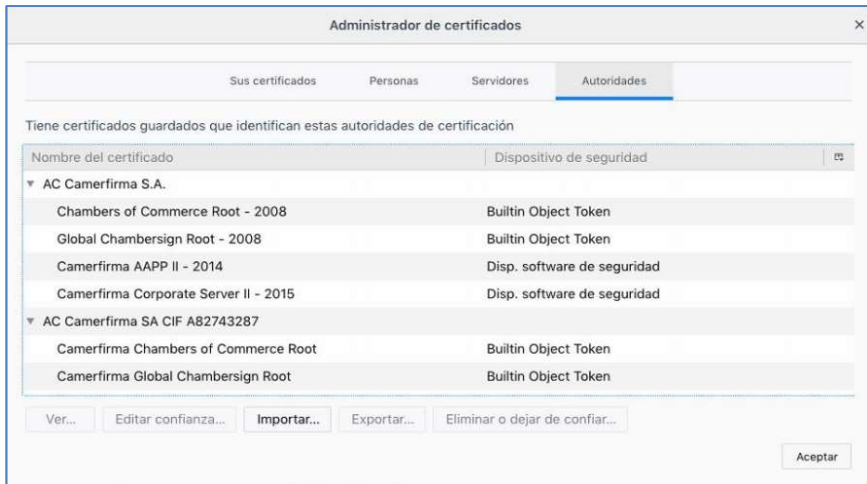 Administrador de certificados
Sus certificados Personas Servidores Autoridades
Tiene certificados guardados que identifican estas autoridades de certificación
Nombre del certificado Dispositivo de seguridad
AC Camerfirma S.A.
Chambers of Commerce Root - 2008 Builtin Object Token
Global Chambersign Root - 2008 Builtin Object Token
Camerfirma AAPP II - 2014 Disp. software de seguridad
Camerfirma Corporate Server II - 2015 Disp. software de seguridad
AC Camerfirma SA CIF A82743287
Camerfirma Chambers of Commerce Root Builtin Object Token
Camerfirma Global Chambersign Root Builtin Object Token
Ver... Editar confianza... Importar... Exportar... Eliminar o dejar de confiar...
Aceptar